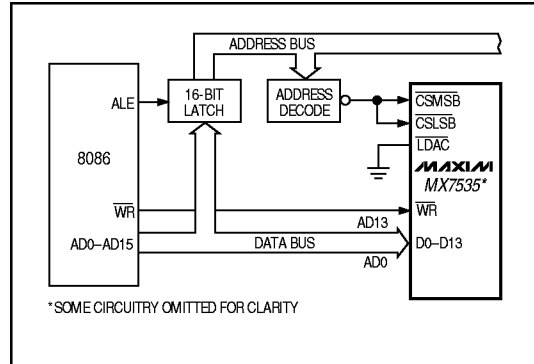 ADDRESS BUS
ALE
16-BIT
LATCH
ADDRESS
DECODE
CSMSB
CSLSB
LDAC
8086
MAXIM
MX7535*
WR
WR
AD13
AD0–AD15
DATA BUS
D0–D13
AD0
*SOME CIRCUITRY OMITTED FOR CLARITY